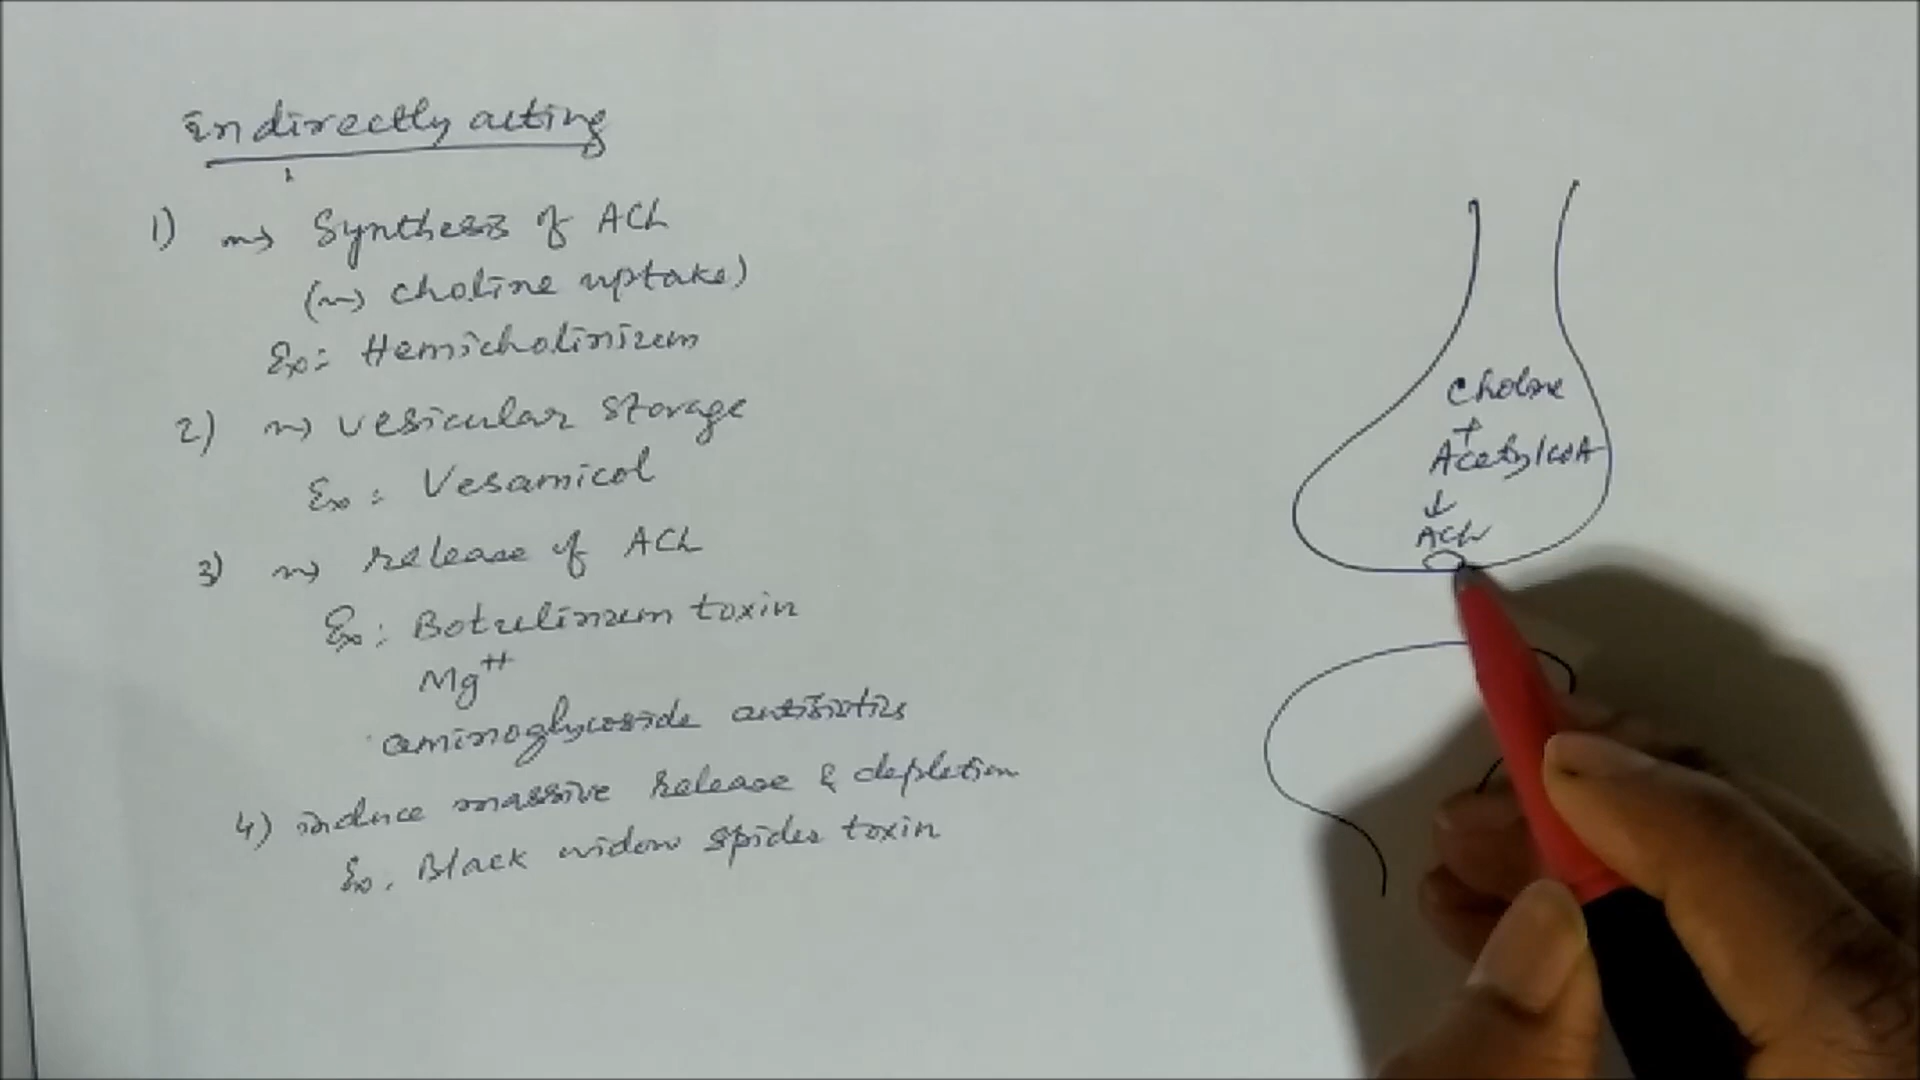 Indirectly acting
1) ⤳ Synthesis of ACh
(⤳ choline uptake)
Ex: Hemicholinium
2) ⤳ vesicular storage
Ex: Vesamicol
3) ⤳ release of ACh
Ex: Botulinum toxin
Mg++
aminoglycoside antibiotics
4) induce massive release & depletion
Ex. Black widow spider toxin
Choline
+
Acetyl CoA
↓
ACh